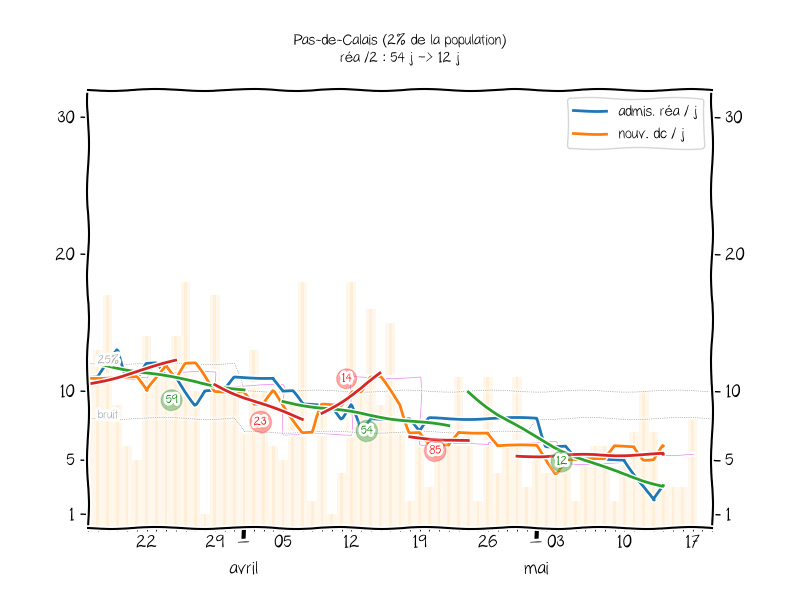 Pas-de-Calais (2% de la population)
réa /2 : 54 j -> 12 j
admis. réa / j
nouv. dc / j
30
30
20
20
25%
14
10
10
59
bruit
23
54
85
12
5
5
1
1
22 29 05 12 19 26 03 10 17
avril mai